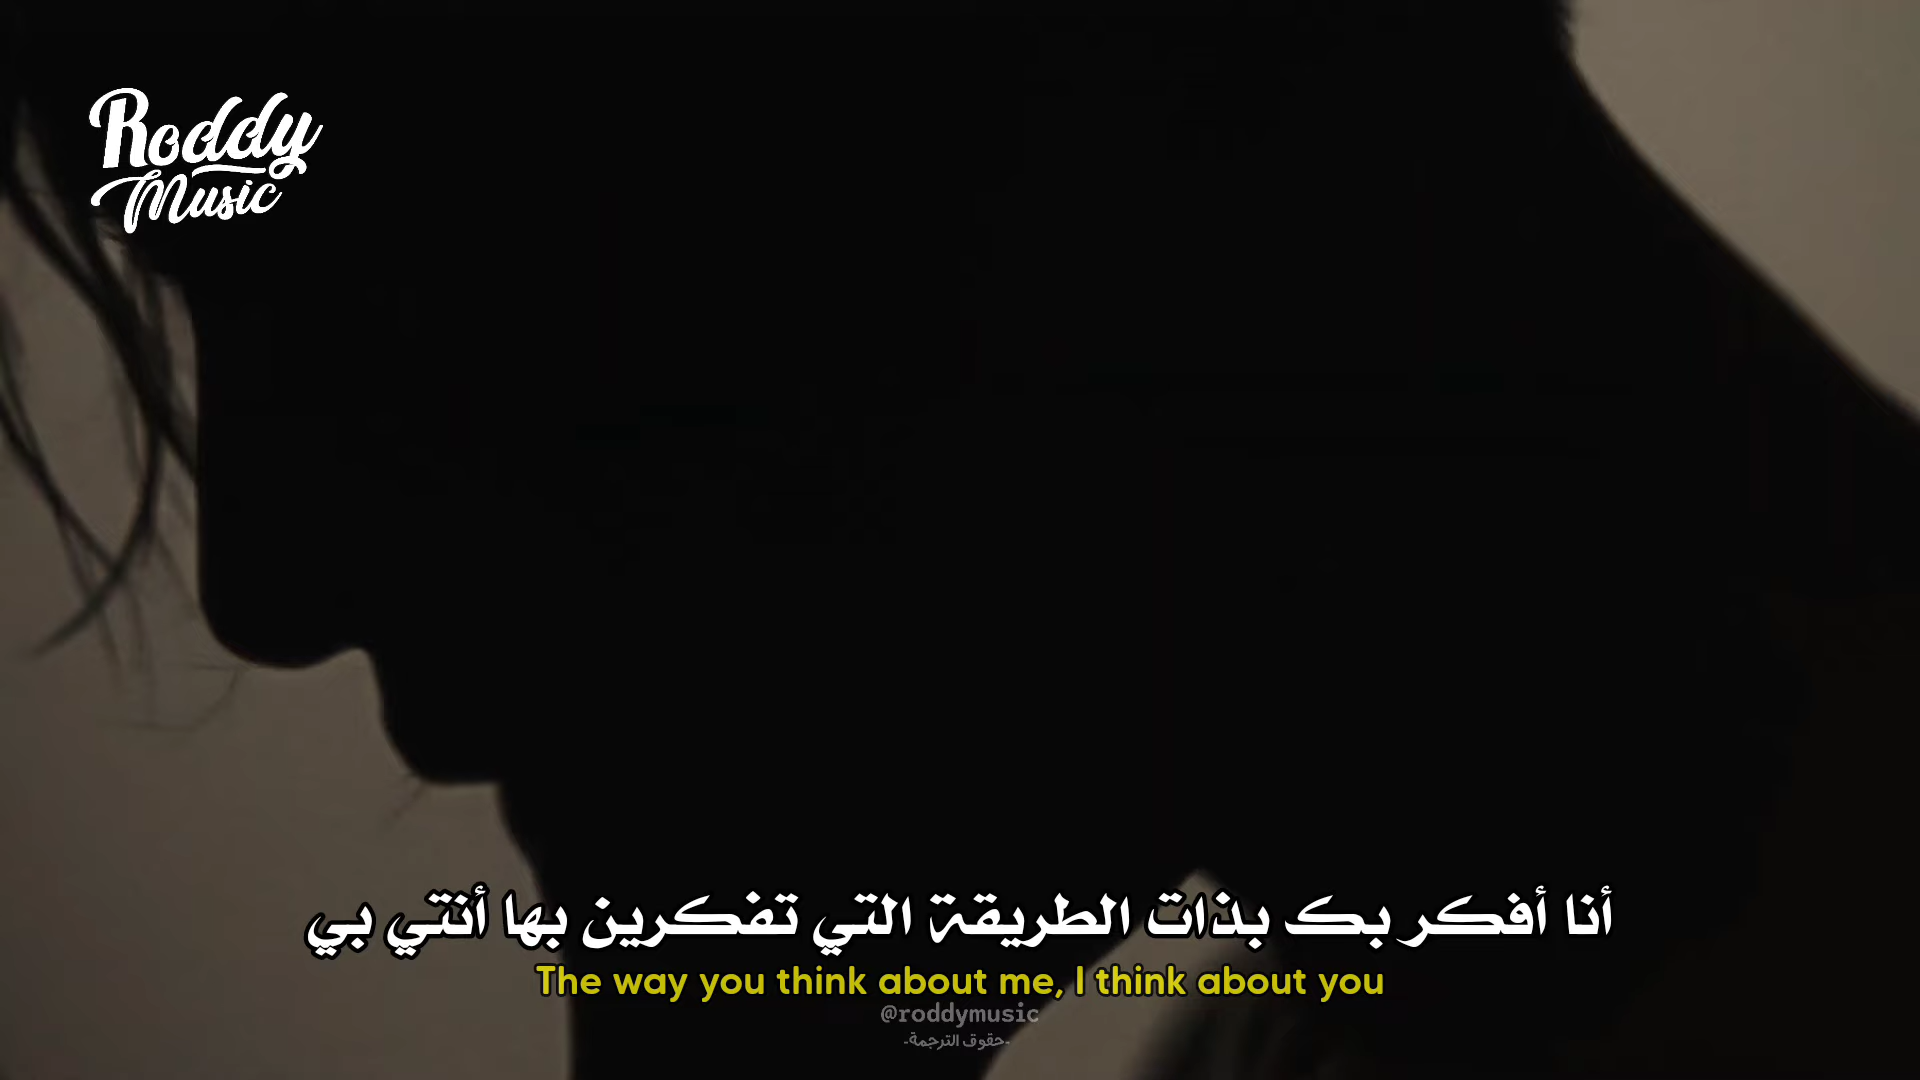 Roddy
Music
أنا أفكر بك بذات الطريقة التي تفكرين بها أنتي بي
The way you think about me, I think about you
@roddymusic
-حقوق الترجمة-